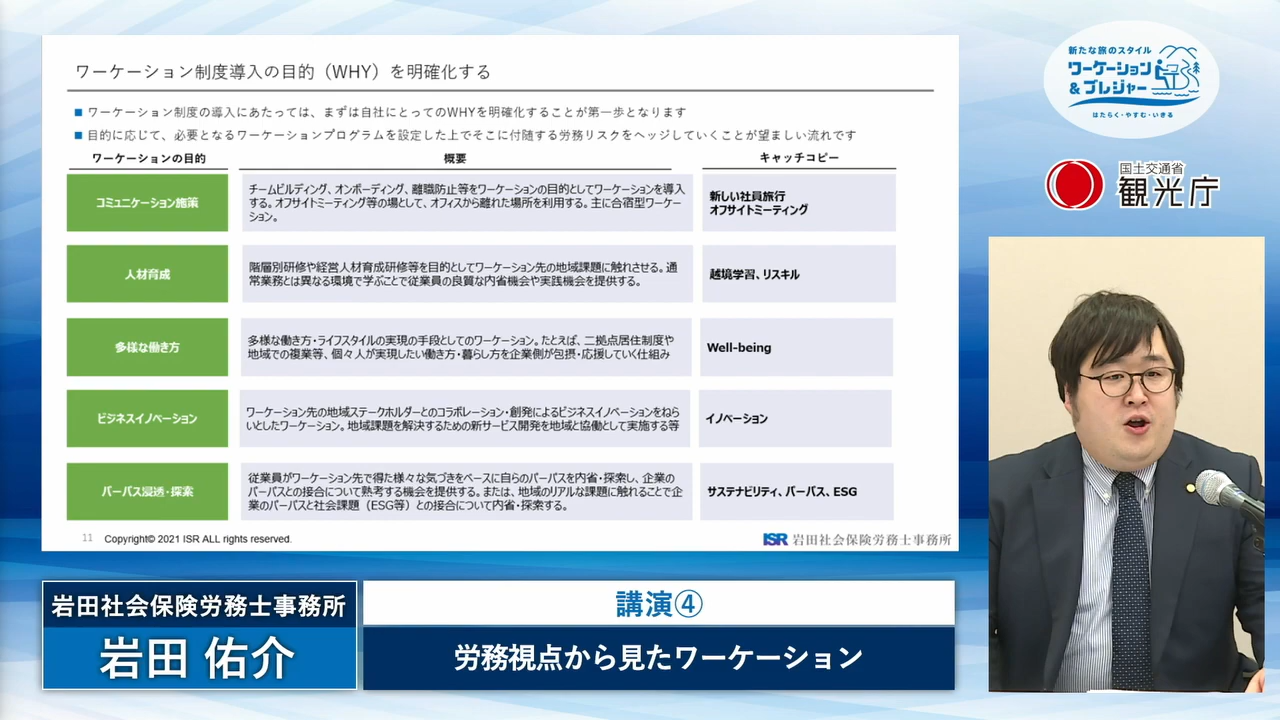 ワーケーション制度導入の目的（WHY）を明確化する
■ ワーケーション制度の導入にあたっては、まずは自社にとってのWHYを明確化することが第一歩となります
■ 目的に応じて、必要となるワーケーションプログラムを設定した上でそこに付随する労務リスクをヘッジしていくことが望ましい流れです
ワーケーションの目的
概要
キャッチコピー
コミュニケーション施策
チームビルディング、オンボーディング、離職防止等をワーケーションの目的としてワーケーションを導入
する。オフサイトミーティング等の場として、オフィスから離れた場所を利用する。主に合宿型ワーケー
ション。
新しい社員旅行
オフサイトミーティング
人材育成
階層別研修や経営人材育成研修等を目的としてワーケーション先の地域課題に触れさせる。通
常業務とは異なる環境で学ぶことで従業員の良質な内省機会や実践機会を提供する。
越境学習、リスキル
多様な働き方
多様な働き方・ライフスタイルの実現の手段としてのワーケーション。たとえば、二拠点居住制度や
地域での複業等、個々人が実現したい働き方・暮らし方を企業側が包摂・応援していく仕組み
Well-being
ビジネスイノベーション
ワーケーション先の地域ステークホルダーとのコラボレーション・創発によるビジネスイノベーションをねら
いとしたワーケーション。地域課題を解決するための新サービス開発を地域と協働として実施する等
イノベーション
パーパス浸透・探索
従業員がワーケーション先で得た様々な気づきをベースに自らのパーパスを内省・探索し、企業の
パーパスとの接合について熟考する機会を提供する。または、地域のリアルな課題に触れることで企
業のパーパスと社会課題（ESG等）との接合について内省・探索する。
サステナビリティ、パーパス、ESG
11 Copyright© 2021 ISR ALL rights reserved.
ISR 岩田社会保険労務士事務所
新たな旅のスタイル
ワーケーション
&ブレジャー
はたらく・やすむ・いきる
国土交通省
観光庁
岩田社会保険労務士事務所
岩田 佑介
講演④
労務視点から見たワーケーション